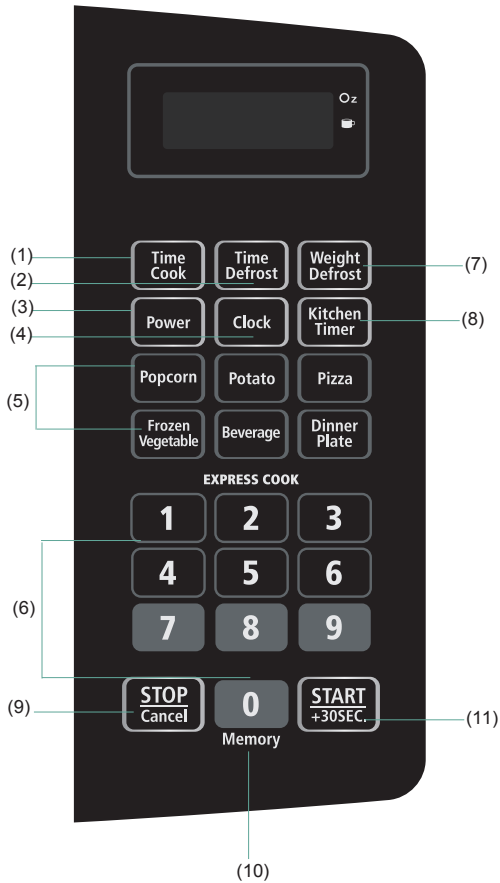 Oz
(1)
Time Cook
Time Defrost
Weight Defrost
(7)
(2)
(3)
Power
Clock
Kitchen Timer
(8)
(4)
(5)
Popcorn
Potato
Pizza
Frozen Vegetable
Beverage
Dinner Plate
EXPRESS COOK
1 2 3
4 5 6
(6)
7 8 9
(9)
STOP Cancel
0
START +30SEC.
(11)
Memory
(10)